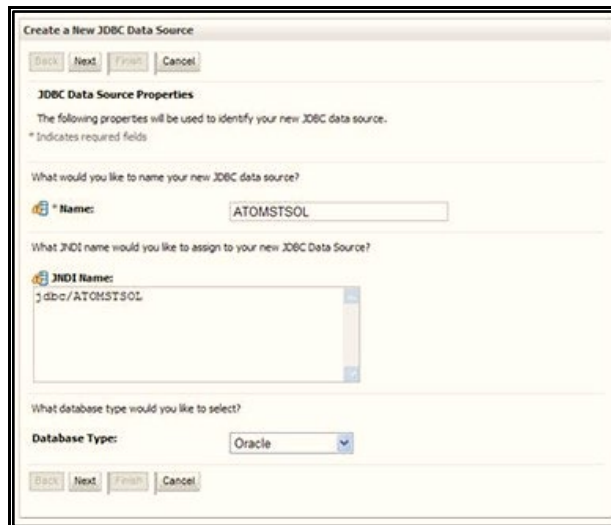 Create a New JDBC Data Source
Back Next Finish Cancel
JDBC Data Source Properties
The following properties will be used to identify your new JDBC data source.
* Indicates required fields
What would you like to name your new JDBC data source?
* Name: ATOMSTSOL
What JNDI name would you like to assign to your new JDBC Data Source?
JNDI Name:
jdbc/ATOMSTSOL
What database type would you like to select?
Database Type: Oracle
Back Next Finish Cancel